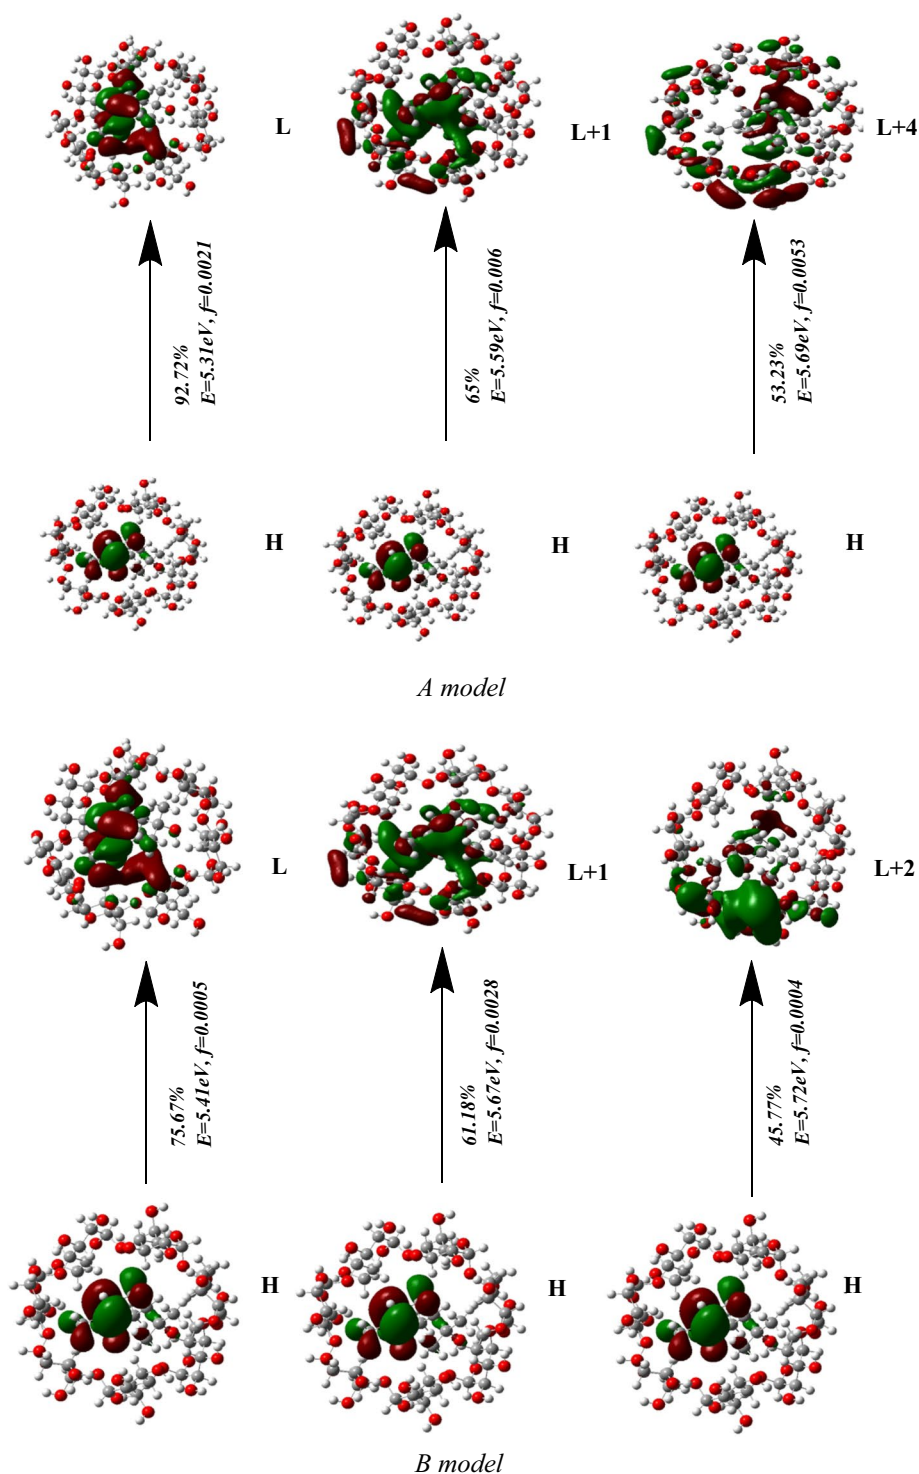 L
L+1
L+4
92.72%
E=5.31eV, f=0.0021
65%
E=5.59eV, f=0.006
53.23%
E=5.69eV, f=0.0053
H
H
H
A model
L
L+1
L+2
75.67%
E=5.41eV, f=0.0005
61.18%
E=5.67eV, f=0.0028
45.77%
E=5.72eV, f=0.0004
H
H
H
B model